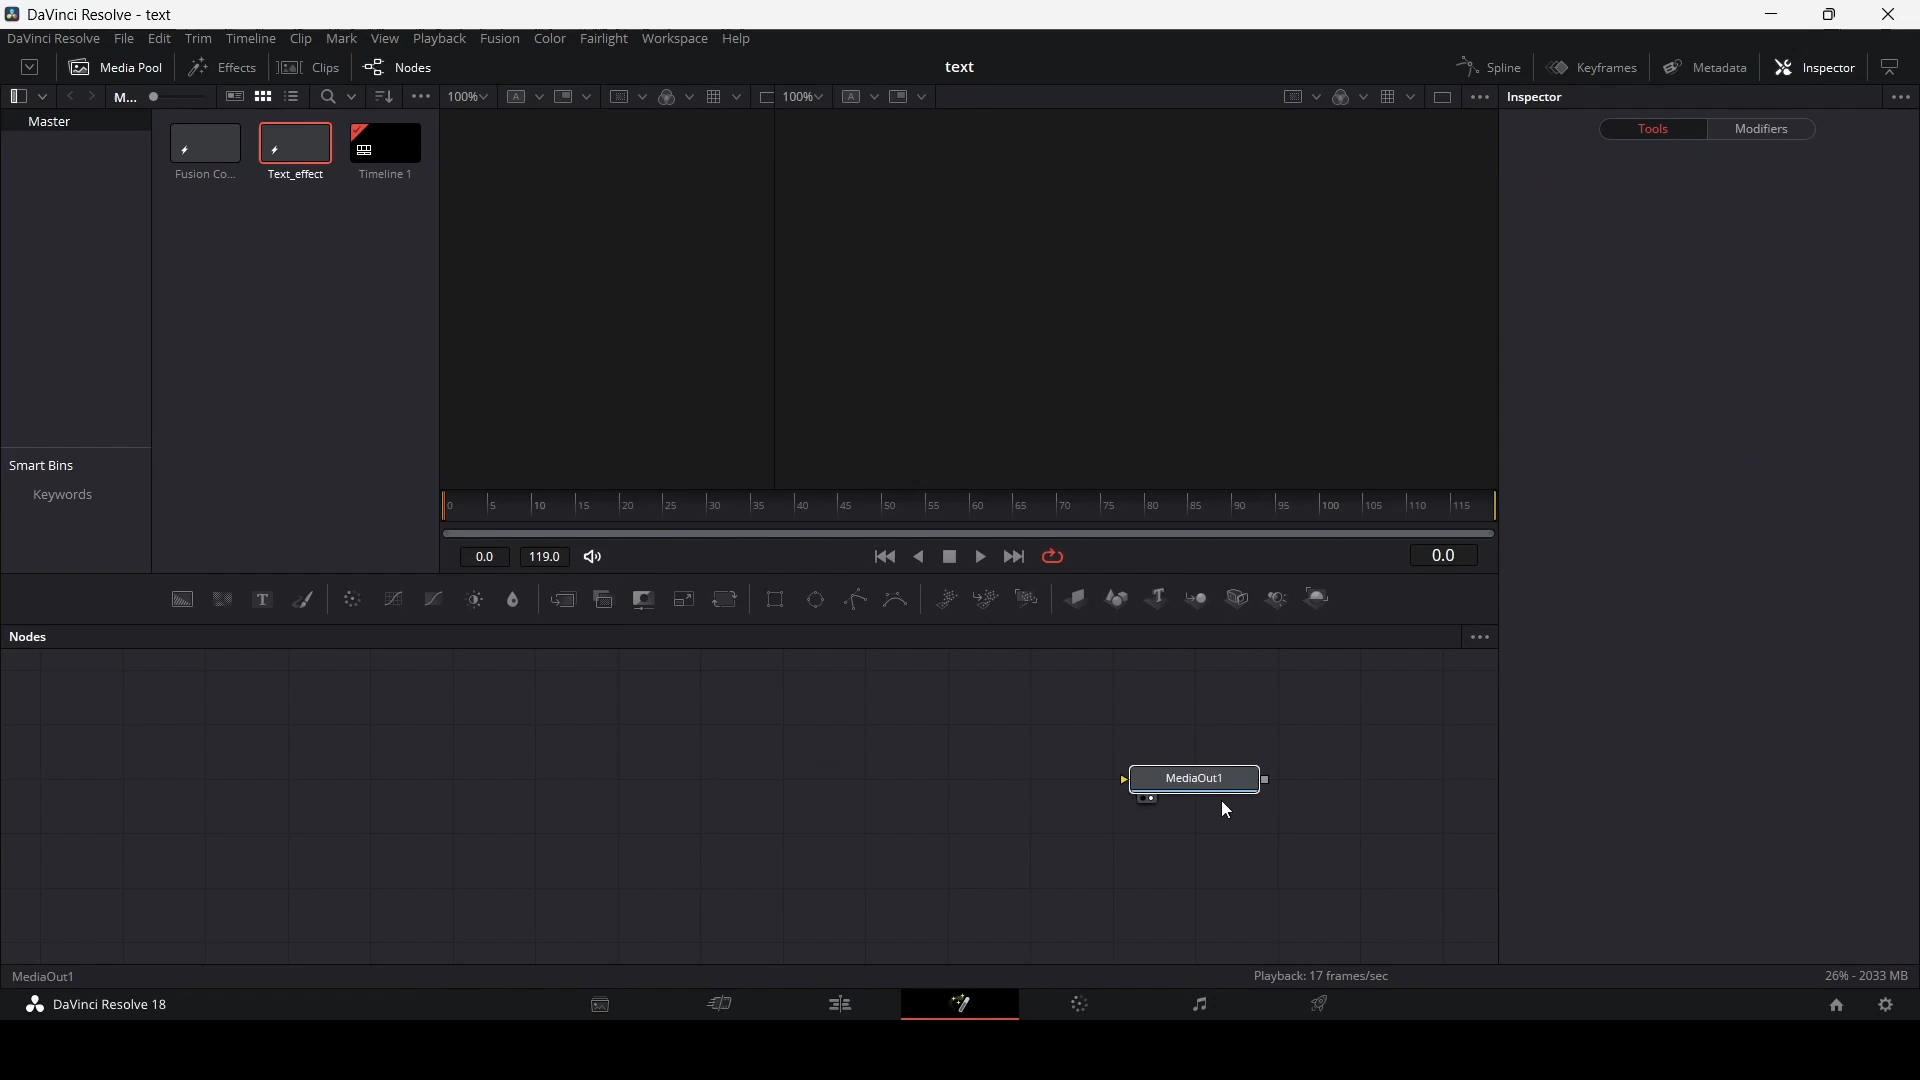 DaVinci Resolve - text
DaVinci Resolve File Edit Trim Timeline Clip Mark View Playback Fusion Color Fairlight Workspace Help
Media Pool Effects Clips Nodes text Spline Keyframes Metadata Inspector
M... 100% A 100% A Inspector
Master Tools Modifiers
Fusion Co... Text_effect Timeline 1
Smart Bins
Keywords
0 5 10 15 20 25 30 35 40 45 50 55 60 65 70 75 80 85 90 95 100 105 110 115
0.0 119.0 0.0
T T
Nodes
MediaOut1
MediaOut1 Playback: 17 frames/sec 26% - 2033 MB
DaVinci Resolve 18